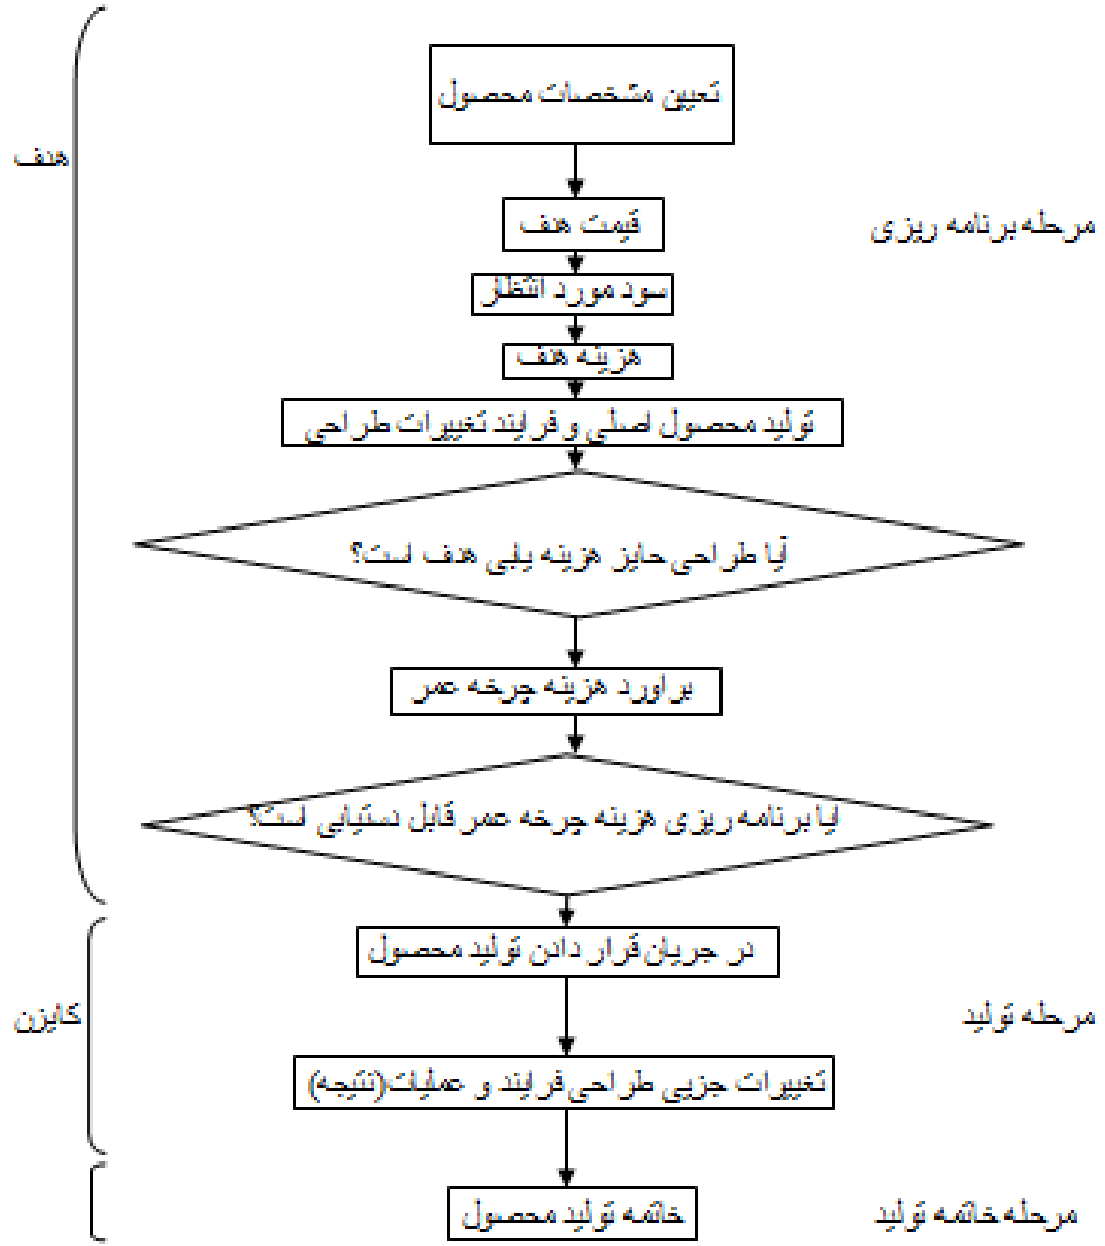 تعیین مشخصات محصول
هدف
قیمت هدف
مرحله برنامه ریزی
سود مورد انتظار
هزینه هدف
تولید محصول اصلی و فرایند تغییرات طراحی
آیا طراحی حایز هزینه یابی هدف است؟
براورد هزینه چرخه عمر
ایا برنامه ریزی هزینه چرخه عمر قابل دستیابی است؟
در جریان قرار دادن تولید محصول
کایزن
مرحله تولید
تغییرات جزیی طراحی فرایند و عملیات(نتیجه)
خاتمه تولید محصول
مرحله خاتمه تولید